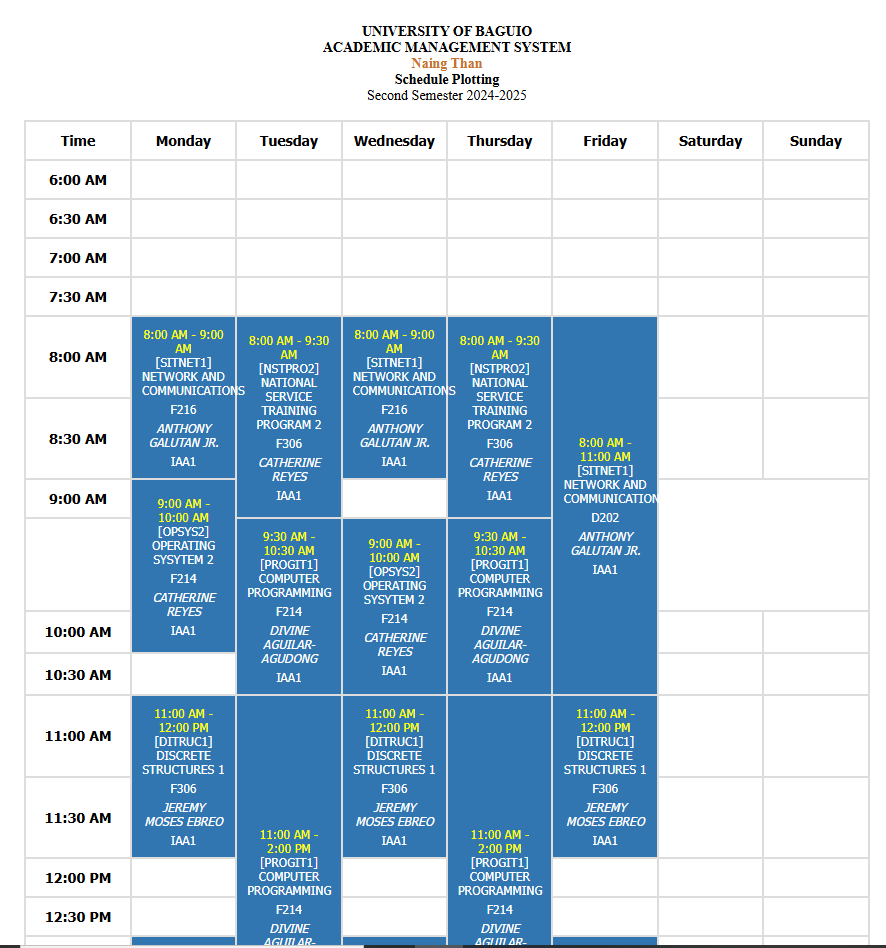 UNIVERSITY OF BAGUIO
ACADEMIC MANAGEMENT SYSTEM
Naing Than
Schedule Plotting
Second Semester 2024-2025
Time Monday Tuesday Wednesday Thursday Friday Saturday Sunday
6:00 AM
6:30 AM
7:00 AM
7:30 AM
8:00 AM
8:30 AM
9:00 AM
10:00 AM
10:30 AM
11:00 AM
11:30 AM
12:00 PM
12:30 PM
8:00 AM - 9:00
AM
[SITNET1]
NETWORK AND
COMMUNICATIONS
F216
ANTHONY
GALUTAN JR.
IAA1
9:00 AM -
10:00 AM
[OPSYS2]
OPERATING
SYSYTEM 2
F214
CATHERINE
REYES
IAA1
11:00 AM -
12:00 PM
[DITRUC1]
DISCRETE
STRUCTURES 1
F306
JEREMY
MOSES EBREO
IAA1
8:00 AM - 9:30
AM
[NSTPRO2]
NATIONAL
SERVICE
TRAINING
PROGRAM 2
F306
CATHERINE
REYES
IAA1
9:30 AM -
10:30 AM
[PROGIT1]
COMPUTER
PROGRAMMING
F214
DIVINE
AGUILAR-
AGUDONG
IAA1
11:00 AM -
2:00 PM
[PROGIT1]
COMPUTER
PROGRAMMING
F214
DIVINE
AGUILAR-
8:00 AM - 9:00
AM
[SITNET1]
NETWORK AND
COMMUNICATIONS
F216
ANTHONY
GALUTAN JR.
IAA1
9:00 AM -
10:00 AM
[OPSYS2]
OPERATING
SYSYTEM 2
F214
CATHERINE
REYES
IAA1
11:00 AM -
12:00 PM
[DITRUC1]
DISCRETE
STRUCTURES 1
F306
JEREMY
MOSES EBREO
IAA1
8:00 AM - 9:30
AM
[NSTPRO2]
NATIONAL
SERVICE
TRAINING
PROGRAM 2
F306
CATHERINE
REYES
IAA1
9:30 AM -
10:30 AM
[PROGIT1]
COMPUTER
PROGRAMMING
F214
DIVINE
AGUILAR-
AGUDONG
IAA1
11:00 AM -
2:00 PM
[PROGIT1]
COMPUTER
PROGRAMMING
F214
DIVINE
AGUILAR-
8:00 AM -
11:00 AM
[SITNET1]
NETWORK AND
COMMUNICATION
D202
ANTHONY
GALUTAN JR.
IAA1
11:00 AM -
12:00 PM
[DITRUC1]
DISCRETE
STRUCTURES 1
F306
JEREMY
MOSES EBREO
IAA1